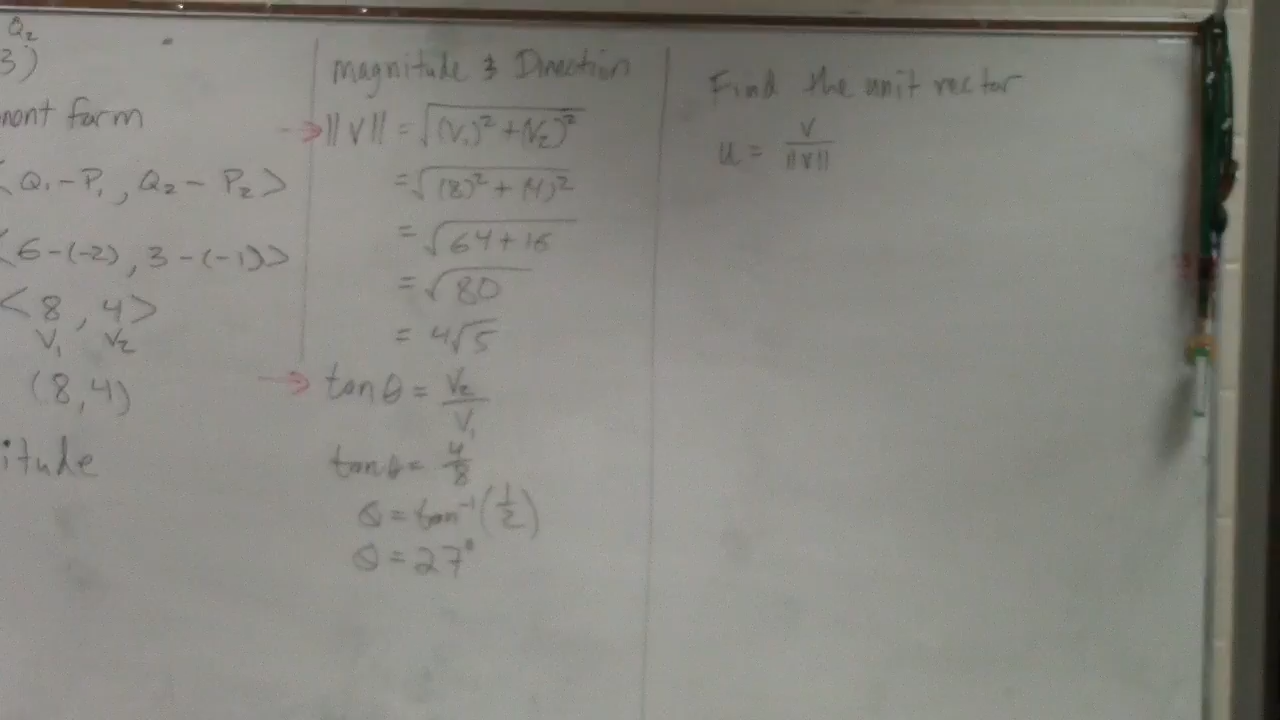 Q₂
3)
nent form
<Q₁-P₁, Q₂-P₂>
<6-(-2), 3-(-1)>
<8, 4>
V₁ V₂
(8,4)
itude
magnitude & Direction
→ ||V|| = √(V₁)² + (V₂)²
= √(8)² + (4)²
= √64+16
= √80
= 4√5
→ tan θ = V₂/V₁
tan θ = 4/8
θ = tan⁻¹(1/2)
θ = 27°
Find the unit vector
u = V/||V||